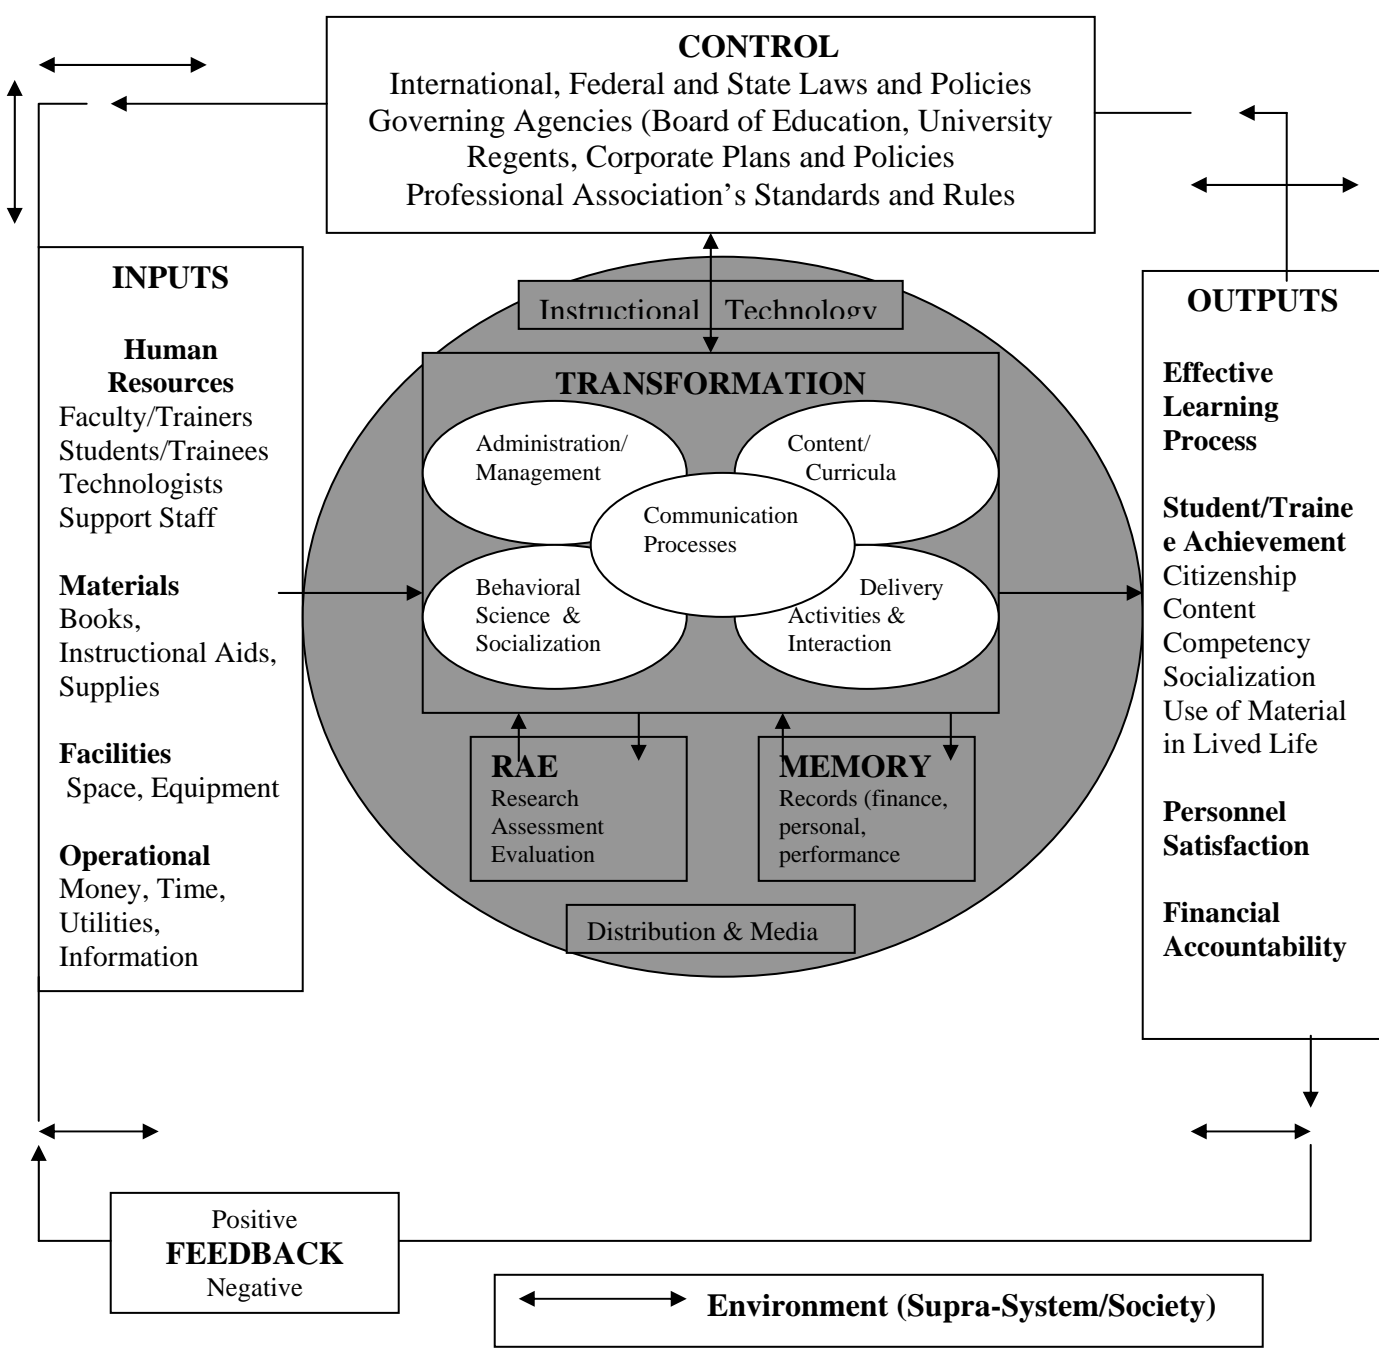 CONTROL
International, Federal and State Laws and Policies
Governing Agencies (Board of Education, University
Regents, Corporate Plans and Policies
Professional Association’s Standards and Rules
INPUTS
Human
Resources
Faculty/Trainers
Students/Trainees
Technologists
Support Staff
Materials
Books,
Instructional Aids,
Supplies
Facilities
Space, Equipment
Operational
Money, Time,
Utilities,
Information
Instructional Technology
TRANSFORMATION
Administration/
Management
Content/
Curricula
Communication
Processes
Behavioral
Science &
Socialization
Delivery
Activities &
Interaction
RAE
Research
Assessment
Evaluation
MEMORY
Records (finance,
personal,
performance
Distribution & Media
OUTPUTS
Effective
Learning
Process
Student/Traine
e Achievement
Citizenship
Content
Competency
Socialization
Use of Material
in Lived Life
Personnel
Satisfaction
Financial
Accountability
Positive
FEEDBACK
Negative
Environment (Supra-System/Society)